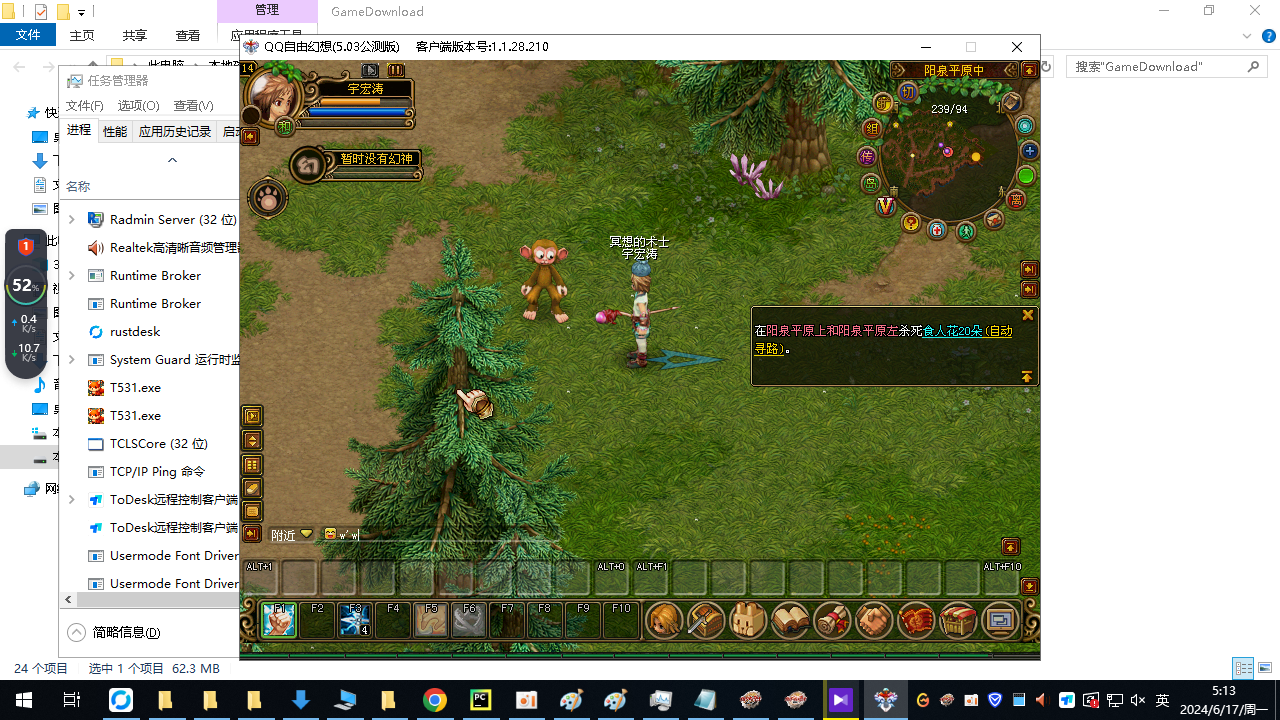 管理
GameDownload
文件
主页
共享
查看
搜索"GameDownload"
任务管理器
文件(F) 选项(O) 查看(V)
进程 性能 应用历史记录
名称
Radmin Server (32 位)
Realtek高清晰音频管理
Runtime Broker
Runtime Broker
rustdesk
System Guard 运行时监
T531.exe
T531.exe
TCLSCore (32 位)
TCP/IP Ping 命令
ToDesk远程控制客户端
ToDesk远程控制客户端
Usermode Font Driver
Usermode Font Driver
简略信息(D)
24 个项目 选中 1 个项目 62.3 MB
1
52%
0.4
K/s
10.7
K/s
QQ自由幻想(5.03公测版) 客户端版本号:1.1.28.210
14
宇宏涛
和
幻
暂时没有幻神
阳泉平原中
239/94
切
组
传
南
东
北
离
冥想的术士
宇宏涛
在阳泉平原上和阳泉平原左杀死食人花20朵(自动
寻路)。
附近
w'w
ALT+1 ALT+0 ALT+F1 ALT+F10
F1 F2 F3 F4 F5 F6 F7 F8 F9 F10
4
英
5:13
2024/6/17/周一